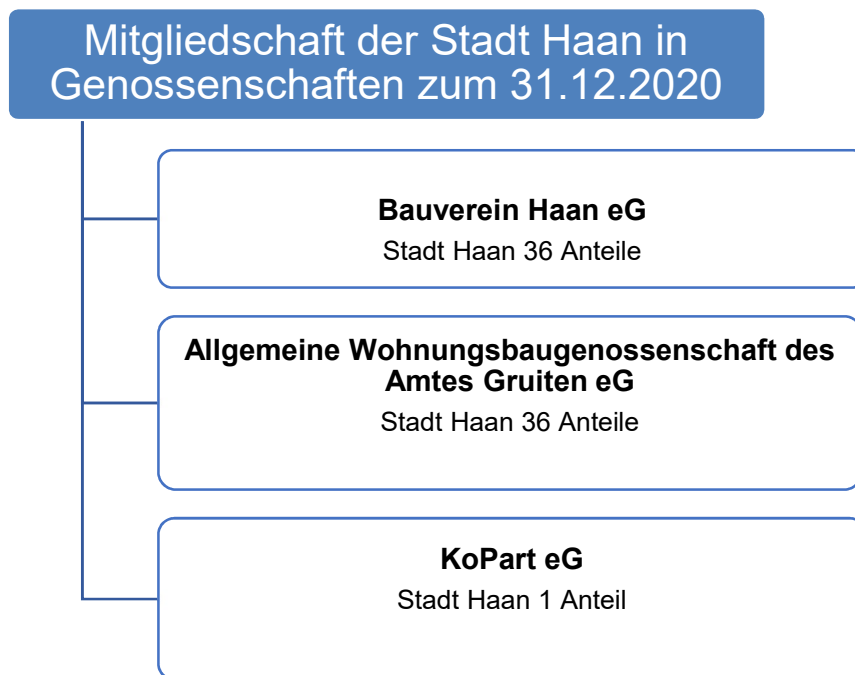 Mitgliedschaft der Stadt Haan in
Genossenschaften zum 31.12.2020
Bauverein Haan eG
Stadt Haan 36 Anteile
Allgemeine Wohnungsbaugenossenschaft des
Amtes Gruiten eG
Stadt Haan 36 Anteile
KoPart eG
Stadt Haan 1 Anteil